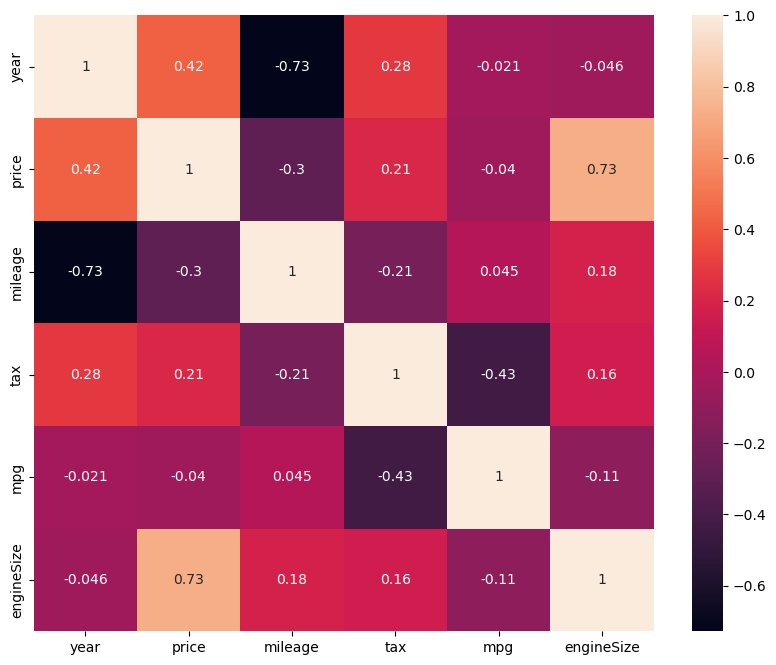 year 1 0.42 -0.73 0.28 -0.021 -0.046
price 0.42 1 -0.3 0.21 -0.04 0.73
mileage -0.73 -0.3 1 -0.21 0.045 0.18
tax 0.28 0.21 -0.21 1 -0.43 0.16
mpg -0.021 -0.04 0.045 -0.43 1 -0.11
engineSize -0.046 0.73 0.18 0.16 -0.11 1
year price mileage tax mpg engineSize
1.0
0.8
0.6
0.4
0.2
0.0
−0.2
−0.4
−0.6